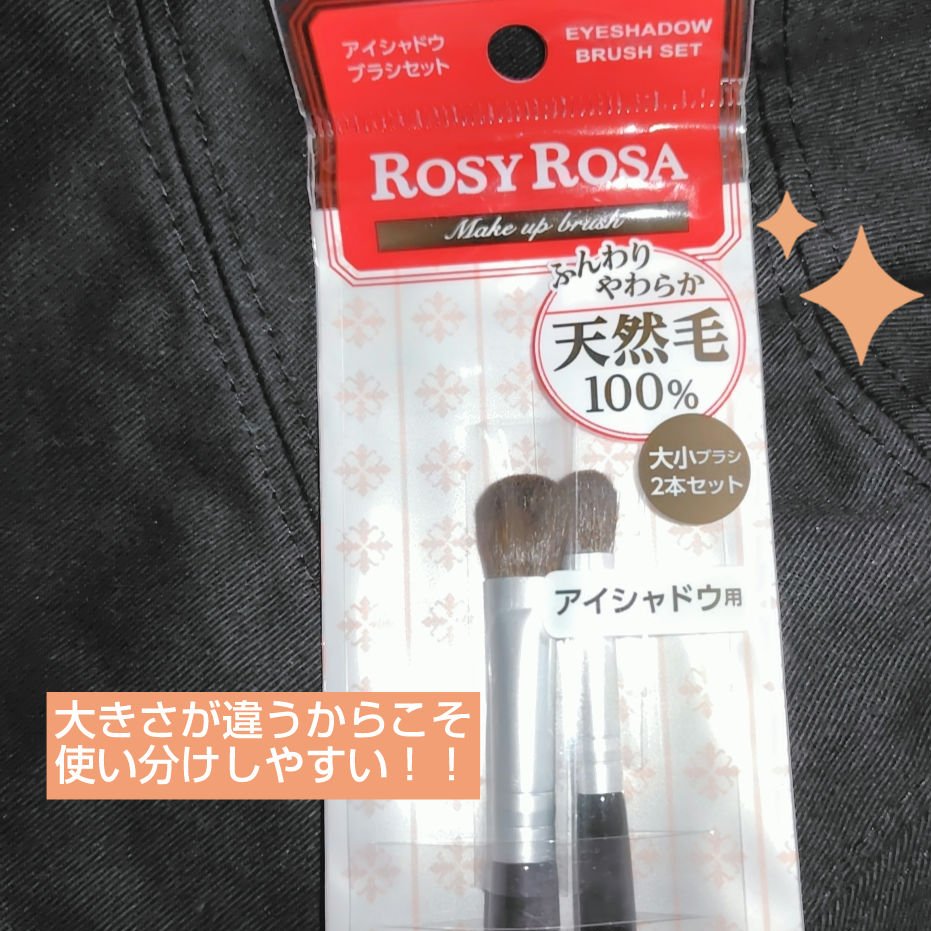 アイシャドウ
ブラシセット
EYESHADOW
BRUSH SET
ROSY ROSA
Make up brush
ふんわり
やわらか
天然毛
100%
大小ブラシ
2本セット
アイシャドウ用
大きさが違うからこそ
使い分けしやすい！！